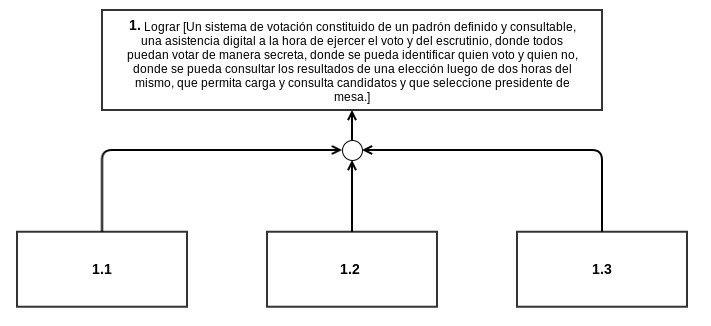 1. Lograr [Un sistema de votación constituido de un padrón definido y consultable,
una asistencia digital a la hora de ejercer el voto y del escrutinio, donde todos
puedan votar de manera secreta, donde se pueda identificar quien voto y quien no,
donde se pueda consultar los resultados de una elección luego de dos horas del
mismo, que permita carga y consulta candidatos y que seleccione presidente de
mesa.]
1.1
1.2
1.3